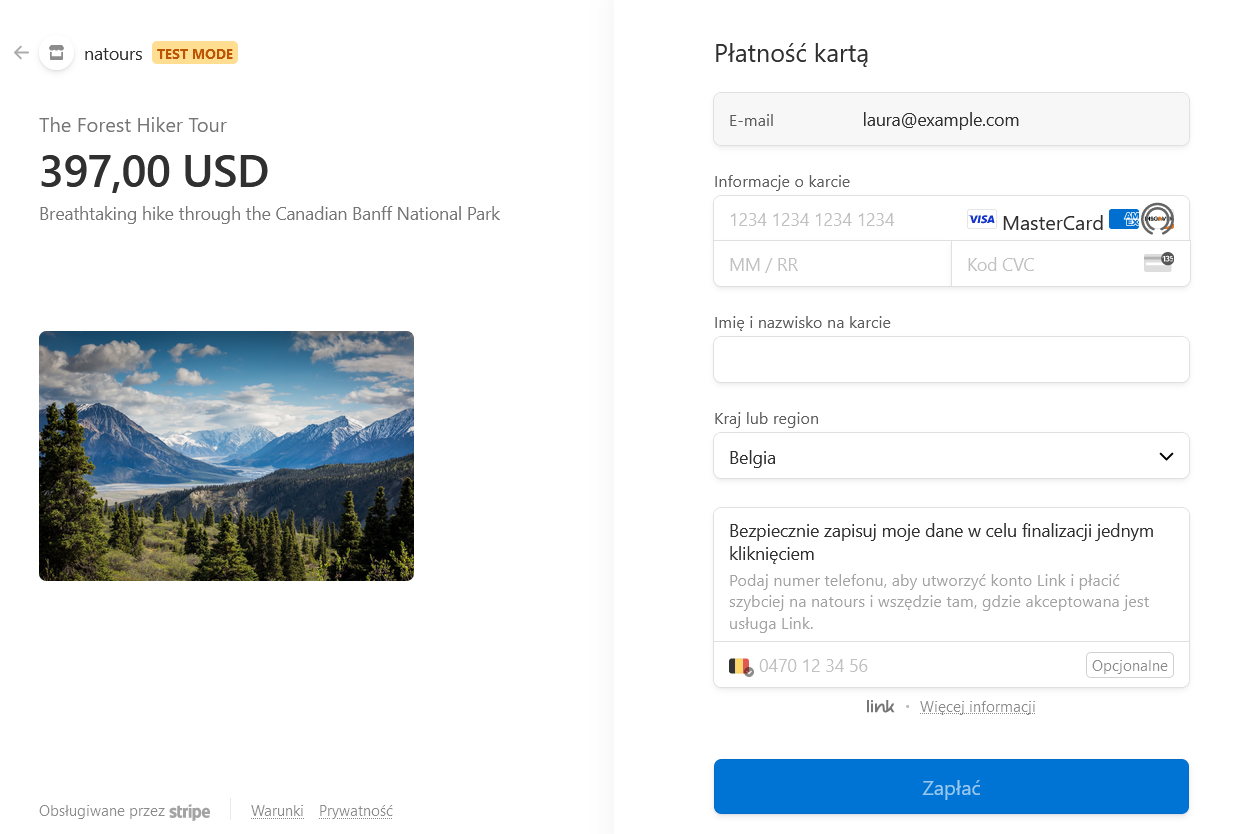 natours TEST MODE
The Forest Hiker Tour
397,00 USD
Breathtaking hike through the Canadian Banff National Park
Obsługiwane przez stripe
Warunki Prywatność
Płatność kartą
E-mail laura@example.com
Informacje o karcie
1234 1234 1234 1234 VISA MasterCard AMEX DISCOVER
MM / RR Kod CVC 135
Imię i nazwisko na karcie
Kraj lub region
Belgia
Bezpiecznie zapisuj moje dane w celu finalizacji jednym
kliknięciem
Podaj numer telefonu, aby utworzyć konto Link i płacić
szybciej na natours i wszędzie tam, gdzie akceptowana jest
usługa Link.
0470 12 34 56 Opcjonalne
link • Więcej informacji
Zapłać